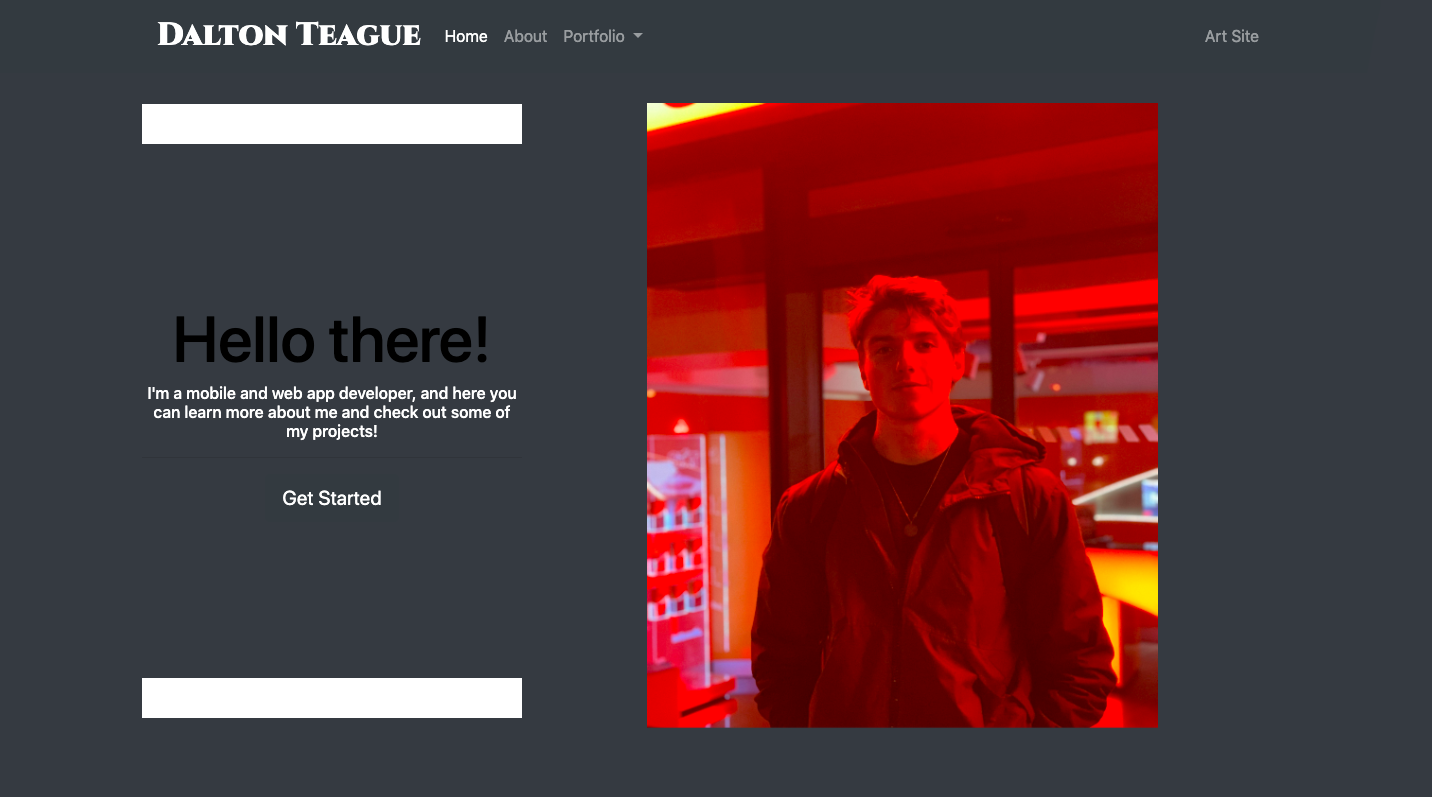 Dalton Teague
Home
About
Portfolio
Art Site
Hello there!
I'm a mobile and web app developer, and here you
can learn more about me and check out some of
my projects!
Get Started